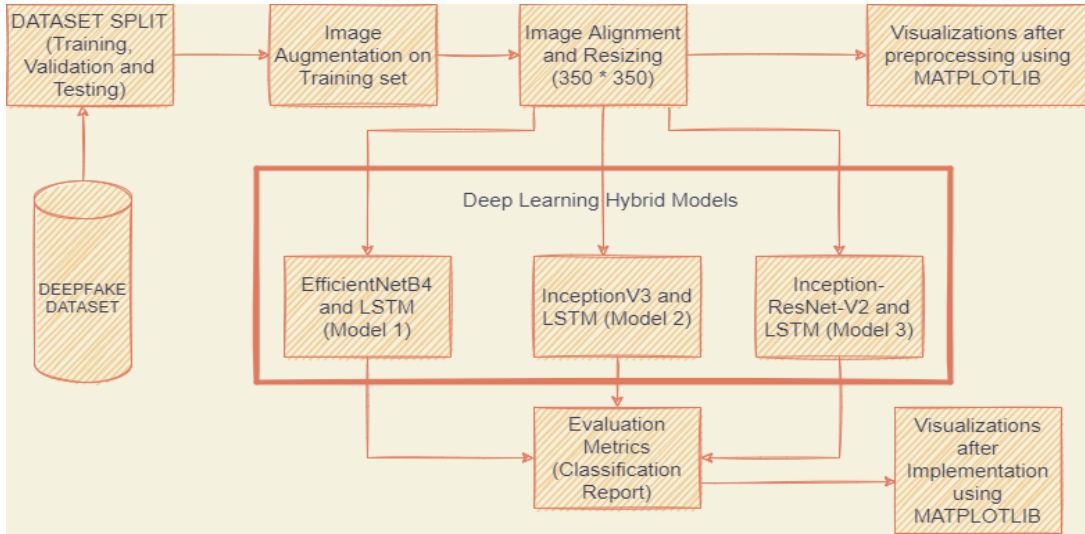 DATASET SPLIT
(Training,
Validation and
Testing)
Image
Augmentation on
Training set
Image Alignment
and Resizing
(350 * 350)
Visualizations after
preprocessing using
MATPLOTLIB
DEEPFAKE
DATASET
Deep Learning Hybrid Models
EfficientNetB4
and LSTM
(Model 1)
InceptionV3 and
LSTM (Model 2)
Inception-
ResNet-V2 and
LSTM (Model 3)
Evaluation
Metrics
(Classification
Report)
Visualizations
after
Implementation
using
MATPLOTLIB